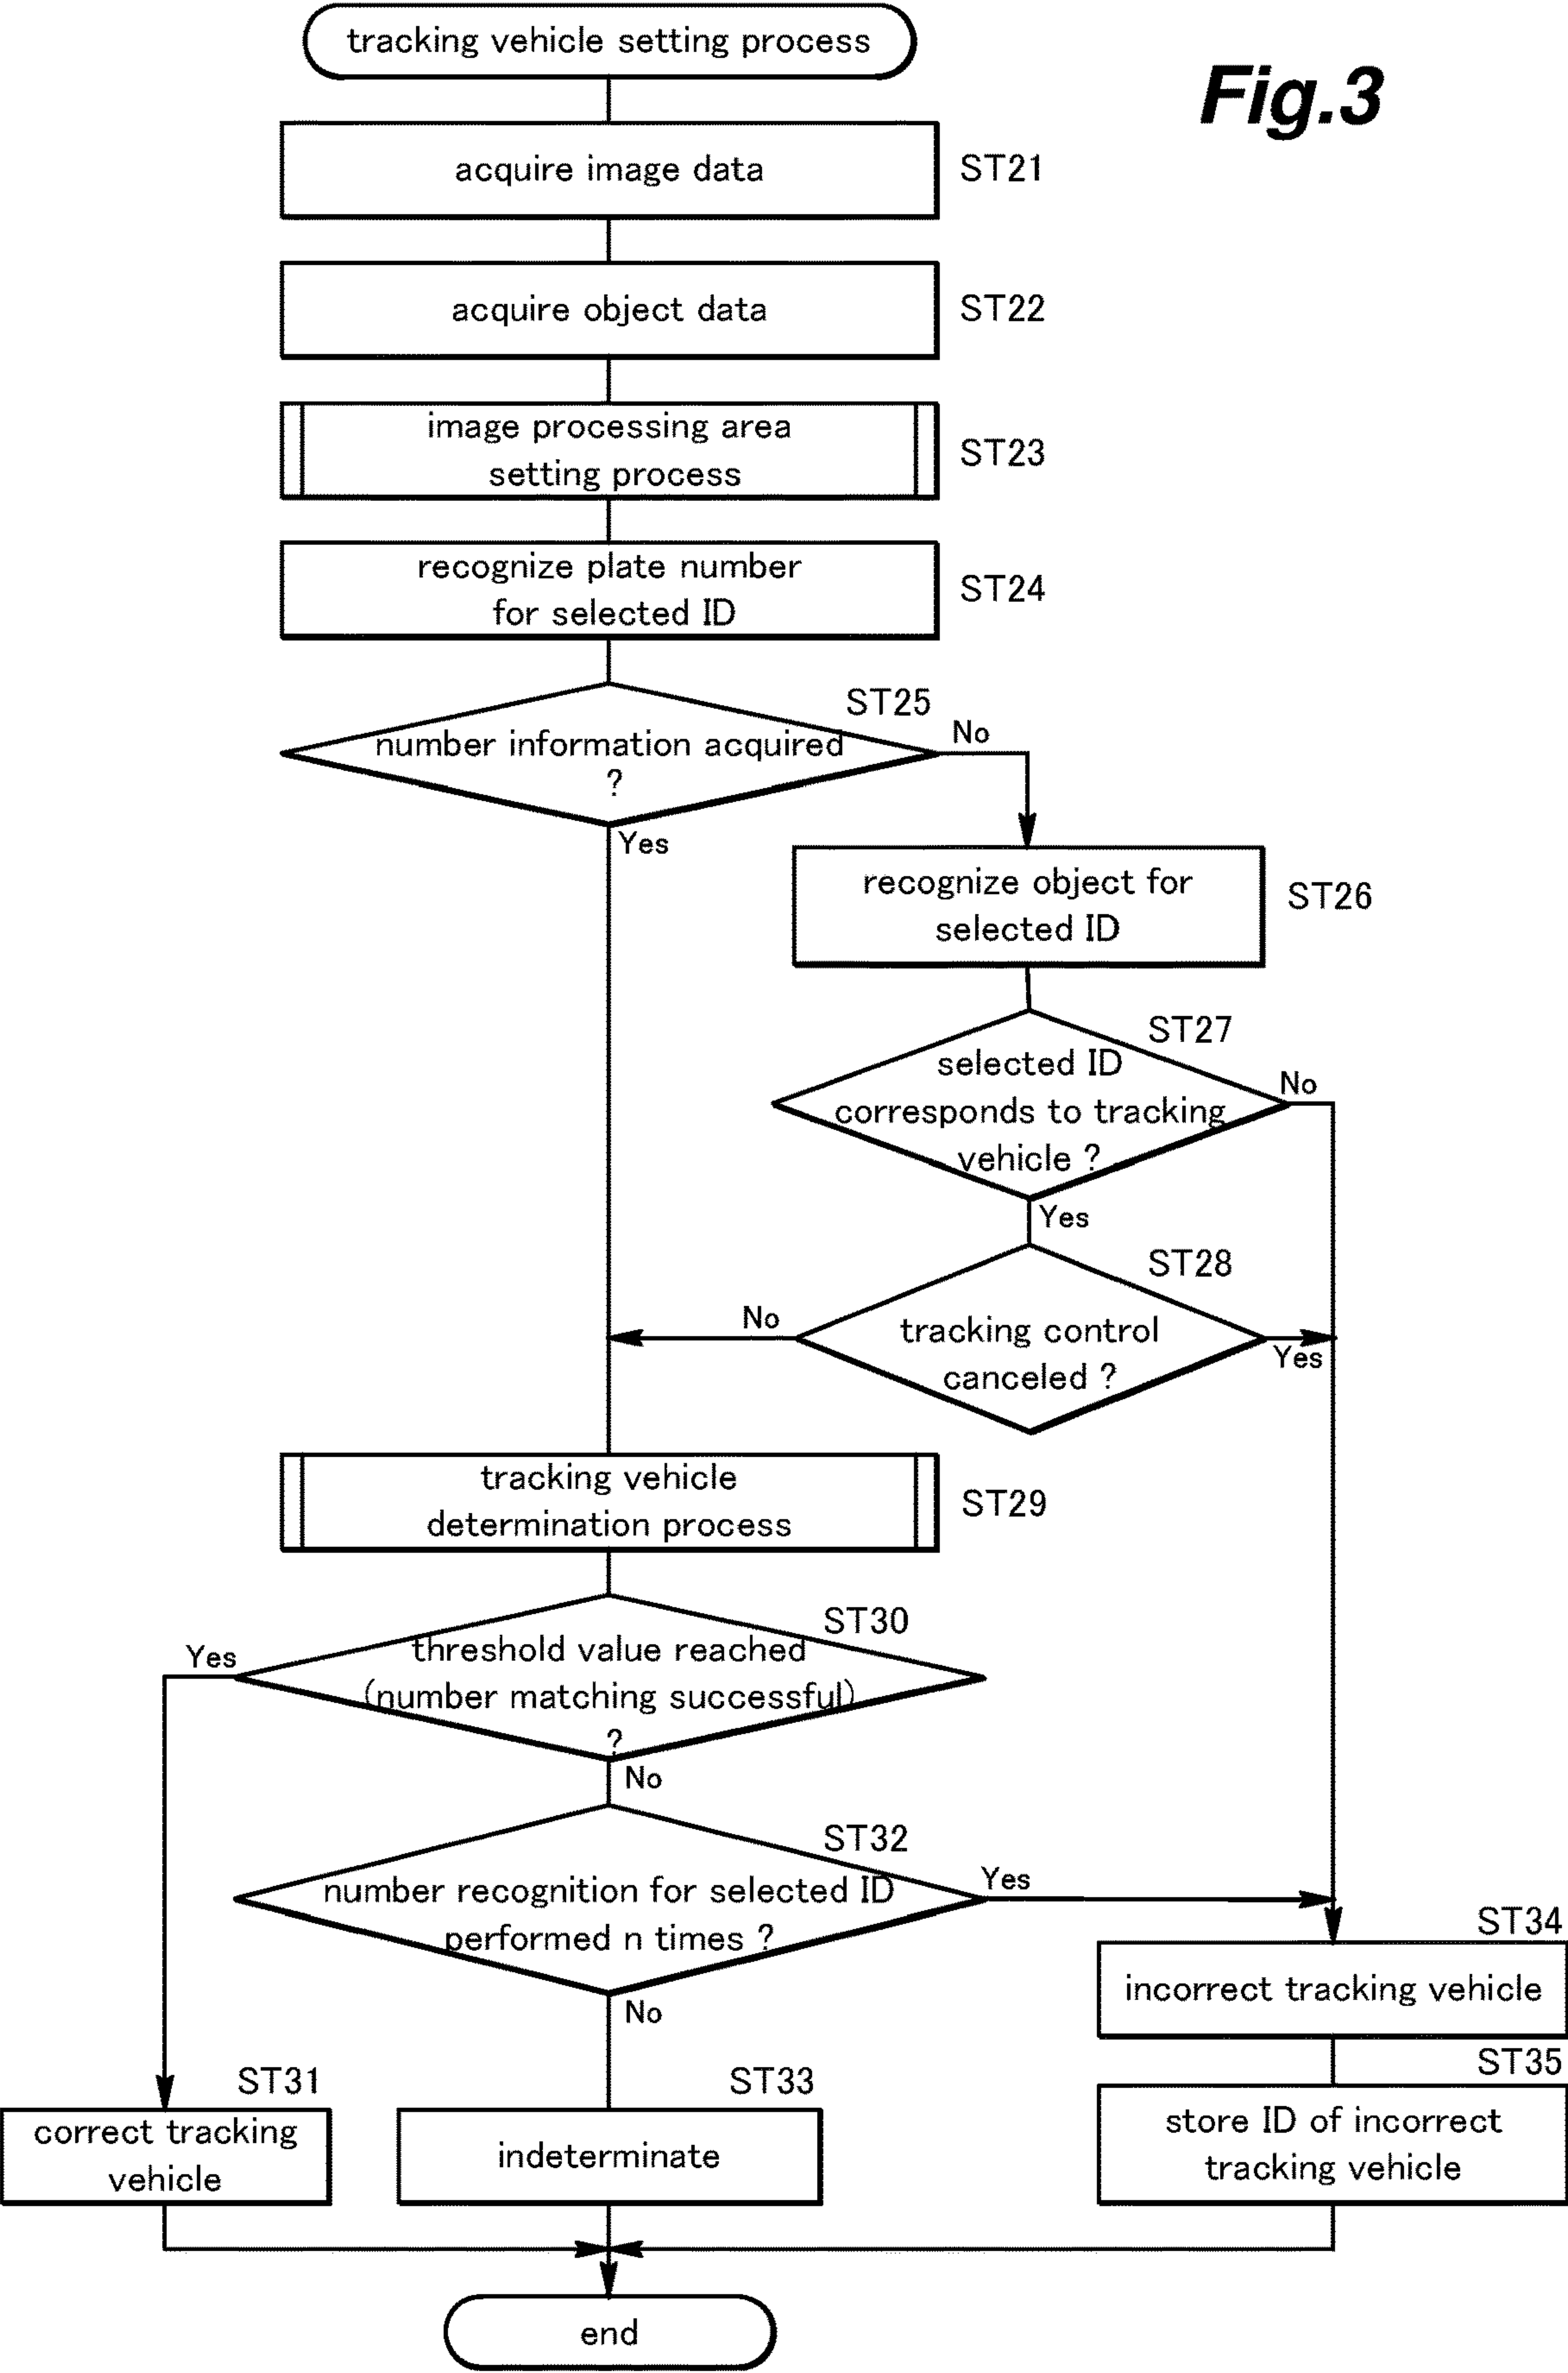 tracking vehicle setting process
Fig.3
acquire image data
ST21
acquire object data
ST22
image processing area
setting process
ST23
recognize plate number
for selected ID
ST24
ST25
number information acquired
?
No
Yes
recognize object for
selected ID
ST26
ST27
selected ID
corresponds to tracking
vehicle ?
No
Yes
ST28
tracking control
canceled ?
No
Yes
tracking vehicle
determination process
ST29
ST30
threshold value reached
(number matching successful)
?
Yes
No
ST32
number recognition for selected ID
performed n times ?
Yes
No
ST34
incorrect tracking vehicle
ST35
store ID of incorrect
tracking vehicle
ST31
correct tracking
vehicle
ST33
indeterminate
end